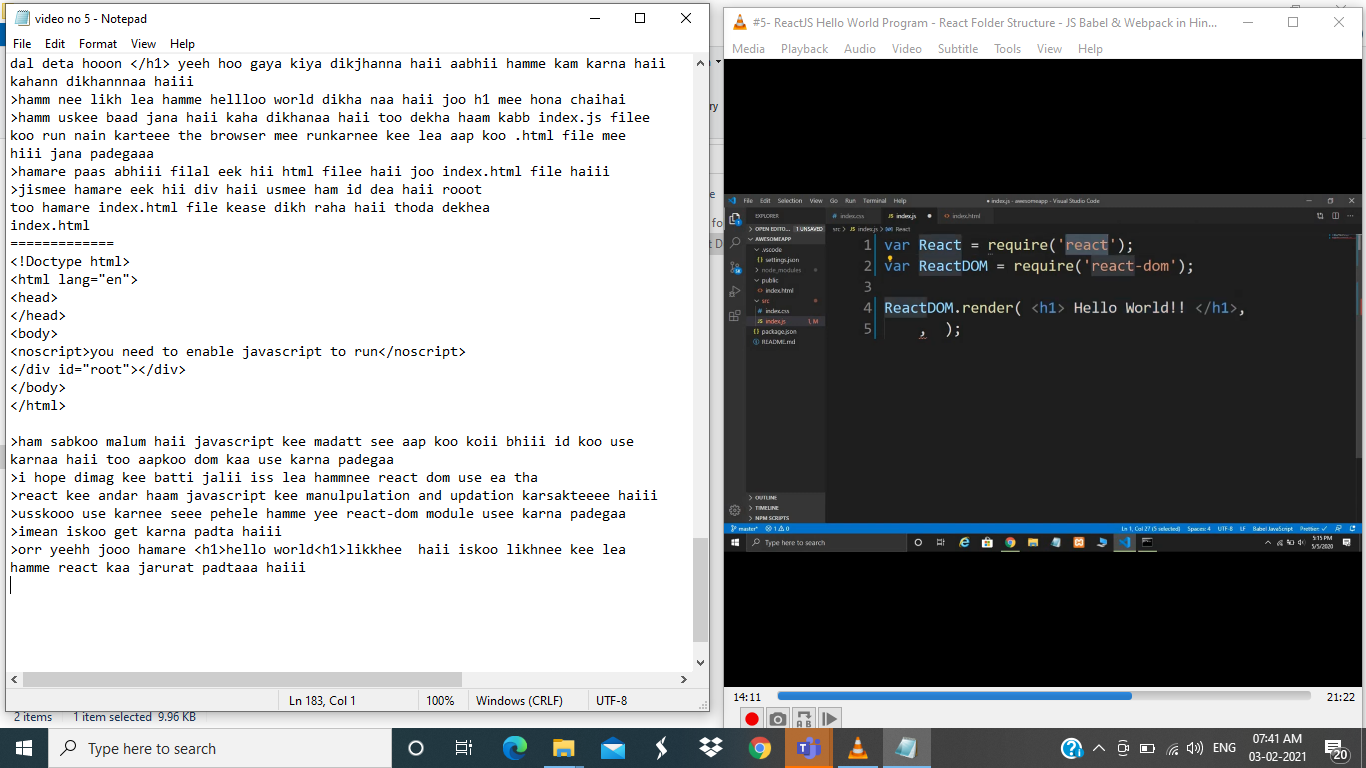 video no 5 - Notepad
File Edit Format View Help
dal deta hooon </h1> yeeh hoo gaya kiya dikjhanna haii aabhii hamme kam karna haii
kahann dikhannnaa haiii
>hamm nee likh lea hamme hellloo world dikha naa haii joo h1 mee hona chaihai
>hamm uskee baad jana haii kaha dikhanaa haii too dekha haam kabb index.js filee
koo run nain karteee the browser mee runkarnee kee lea aap koo .html file mee
hiii jana padegaaa
>hamare paas abhiii filal eek hii html filee haii joo index.html file haiii
>jismee hamare eek hii div haii usmee ham id dea haii rooot
too hamare index.html file kease dikh raha haii thoda dekhea
index.html
=============
<!Doctype html>
<html lang="en">
<head>
</head>
<body>
<noscript>you need to enable javascript to run</noscript>
</div id="root"></div>
</body>
</html>
>ham sabkoo malum haii javascript kee madatt see aap koo koii bhiii id koo use
karnaa haii too aapkoo dom kaa use karna padegaa
>i hope dimag kee batti jalii iss lea hammnee react dom use ea tha
>react kee andar haam javascript kee manulpulation and updation karsakteeee haiii
>usskooo use karnee seee pehele hamme yee react-dom module usee karna padegaa
>imean iskoo get karna padta haiii
>orr yeehh jooo hamare <h1>hello world<h1>likkhee  haii iskoo likhnee kee lea
hamme react kaa jarurat padtaaa haiii
Ln 183, Col 1 100% Windows (CRLF) UTF-8
2 items 1 item selected 9.96 KB
#5- ReactJS Hello World Program - React Folder Structure - JS Babel & Webpack in Hin...
Media Playback Audio Video Subtitle Tools View Help
File Edit Selection View Go Run Terminal Help
● index.js - awesomeapp - Visual Studio Code
EXPLORER
OPEN EDITO... 1 UNSAVED
AWESOMEAPP
.vscode
settings.json
node_modules
public
index.html
src
index.css
index.js 1, M
package.json
README.md
OUTLINE
TIMELINE
NPM SCRIPTS
index.css index.js index.html
src > index.js > React
1 var React = require('react');
2 var ReactDOM = require('react-dom');
3
4 ReactDOM.render( <h1> Hello World!! </h1>,
5 , );
master* 1 0 Ln 1, Col 27 (5 selected) Spaces: 4 UTF-8 LF Babel JavaScript Prettier: ✓
Type here to search
5:15 PM
5/5/2020
14:11 21:22
Type here to search
ENG
07:41 AM
03-02-2021
20